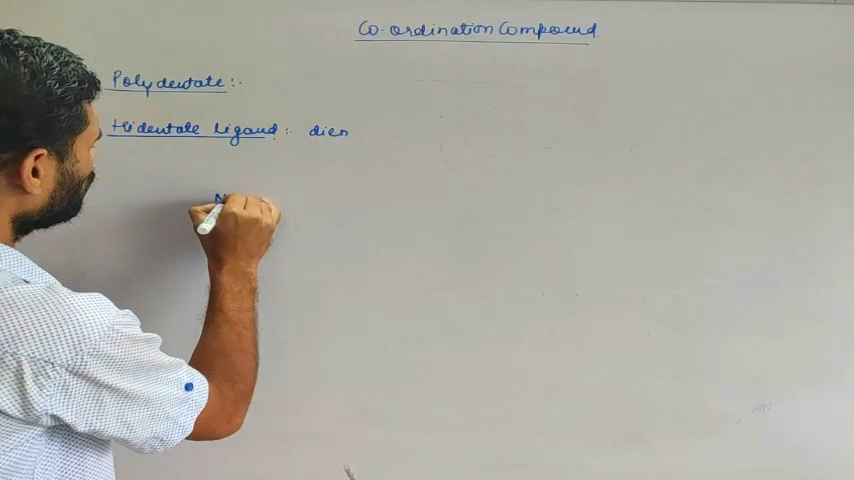 Co-ordination Compound.
Polydentate :-
tridentate ligand :- dien
N